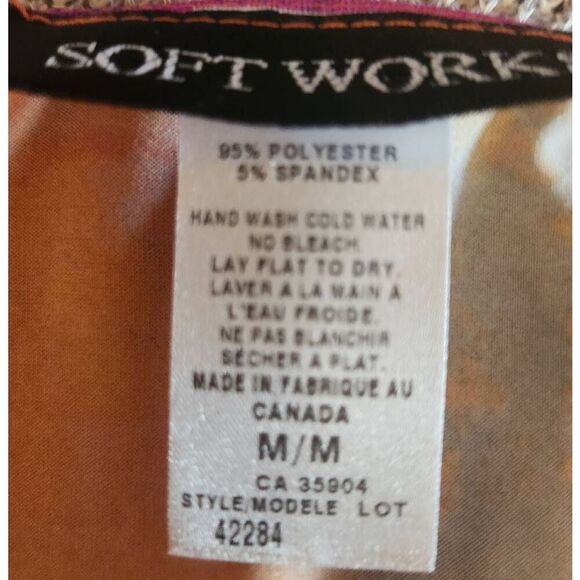 SOFT WORKS
95% POLYESTER
5% SPANDEX
HAND WASH COLD WATER
NO BLEACH.
LAY FLAT TO DRY.
LAVER A LA MAIN A
L'EAU FROIDE.
NE PAS BLANCHIR
SÉCHER A PLAT.
MADE IN FABRIQUE AU
CANADA
M/M
CA 35904
STYLE/MODELE LOT
42284